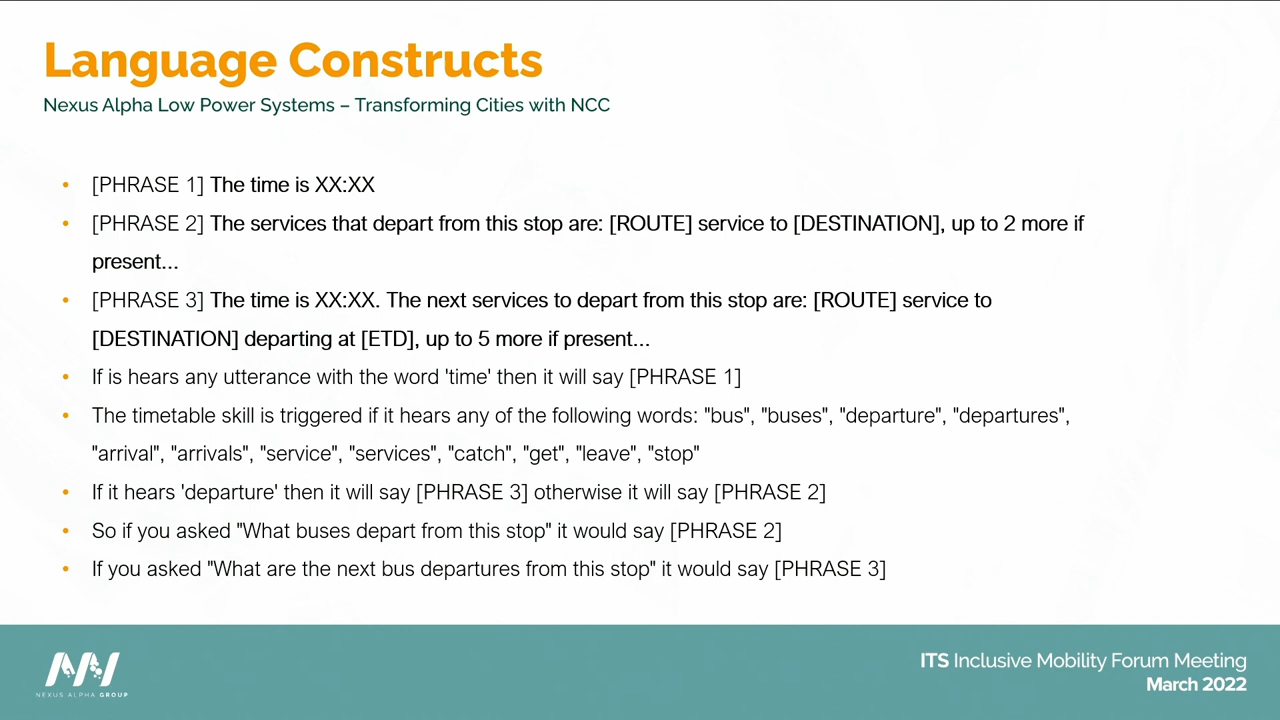 Language Constructs
Nexus Alpha Low Power Systems – Transforming Cities with NCC
• [PHRASE 1] The time is XX:XX
• [PHRASE 2] The services that depart from this stop are: [ROUTE] service to [DESTINATION], up to 2 more if
present...
• [PHRASE 3] The time is XX:XX. The next services to depart from this stop are: [ROUTE] service to
[DESTINATION] departing at [ETD], up to 5 more if present...
• If is hears any utterance with the word 'time' then it will say [PHRASE 1]
• The timetable skill is triggered if it hears any of the following words: "bus", "buses", "departure", "departures",
"arrival", "arrivals", "service", "services", "catch", "get", "leave", "stop"
• If it hears 'departure' then it will say [PHRASE 3] otherwise it will say [PHRASE 2]
• So if you asked "What buses depart from this stop" it would say [PHRASE 2]
• If you asked "What are the next bus departures from this stop" it would say [PHRASE 3]
NEXUS ALPHA GROUP
ITS Inclusive Mobility Forum Meeting
March 2022